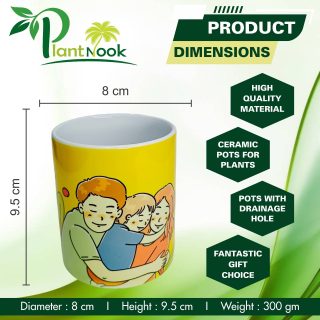 PlantNook
PRODUCT
DIMENSIONS
8 cm
9.5 cm
HIGH
QUALITY
MATERIAL
CERAMIC
POTS FOR
PLANTS
POTS WITH
DRAINAGE
HOLE
FANTASTIC
GIFT
CHOICE
Diameter : 8 cm I Height : 9.5 cm I Weight : 300 gm